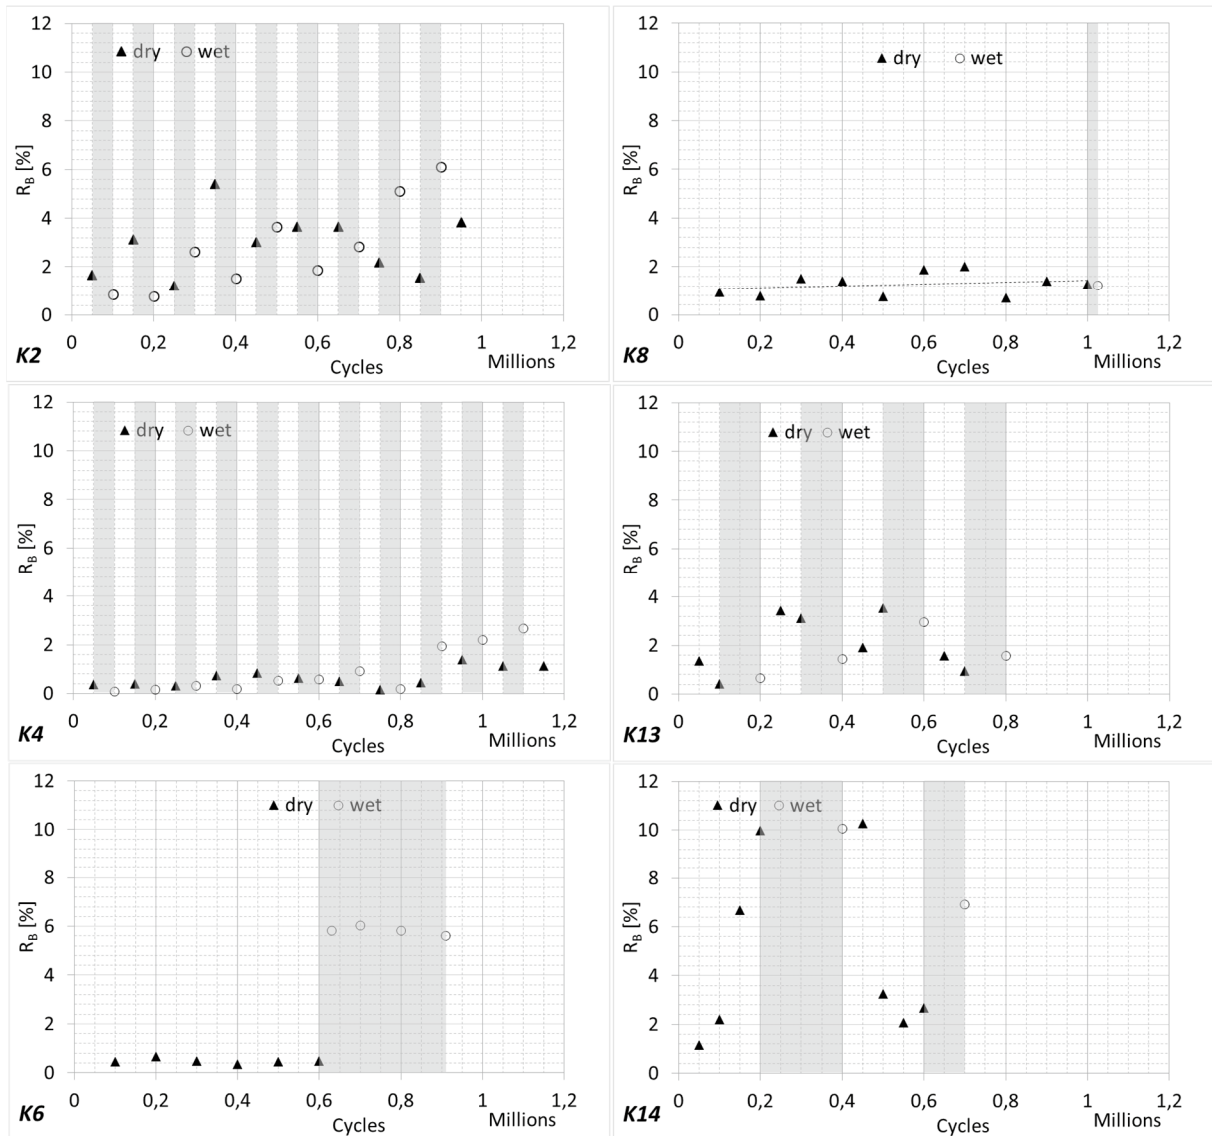 12
dry wet
10
8
6
4
2
0
R_B [%]
0 0,2 0,4 0,6 0,8 1 1,2
K2 Cycles Millions
12
dry wet
10
8
6
4
2
0
R_B [%]
0 0,2 0,4 0,6 0,8 1 1,2
Cycles Millions
K8
12
dry wet
10
8
6
4
2
0
R_B [%]
0 0,2 0,4 0,6 0,8 1 1,2
K4 Cycles Millions
12
dry wet
10
8
6
4
2
0
R_B [%]
0 0,2 0,4 0,6 0,8 1 1,2
K13 Cycles Millions
12
dry wet
10
8
6
4
2
0
R_B [%]
0 0,2 0,4 0,6 0,8 1 1,2
K6 Cycles Millions
12
dry wet
10
8
6
4
2
0
R_B [%]
0 0,2 0,4 0,6 0,8 1 1,2
K14 Cycles Millions